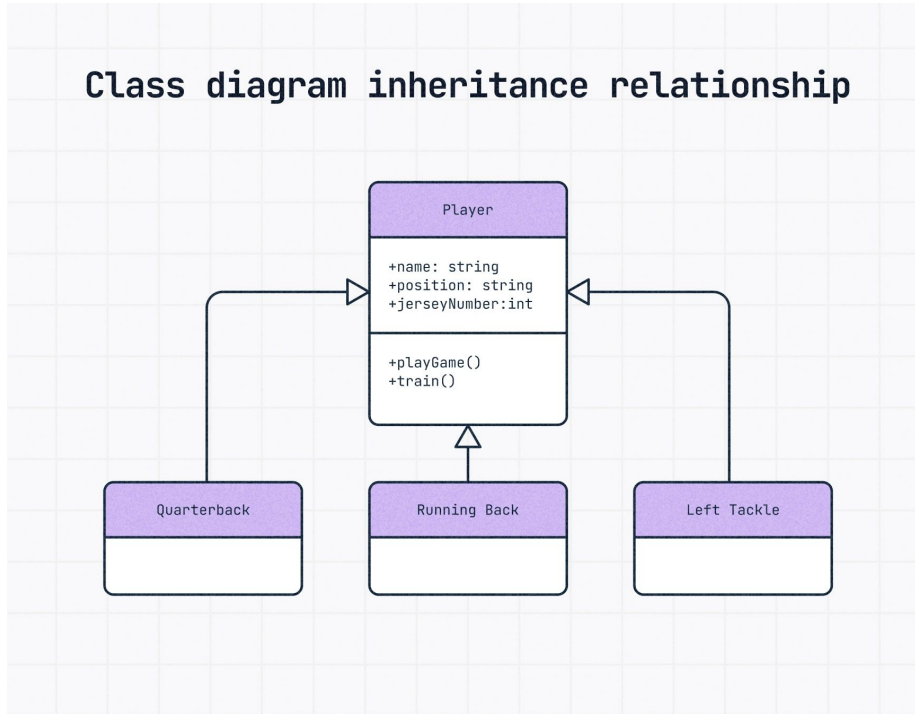 Class diagram inheritance relationship
Player
+name: string
+position: string
+jerseyNumber:int
+playGame()
+train()
Quarterback
Running Back
Left Tackle